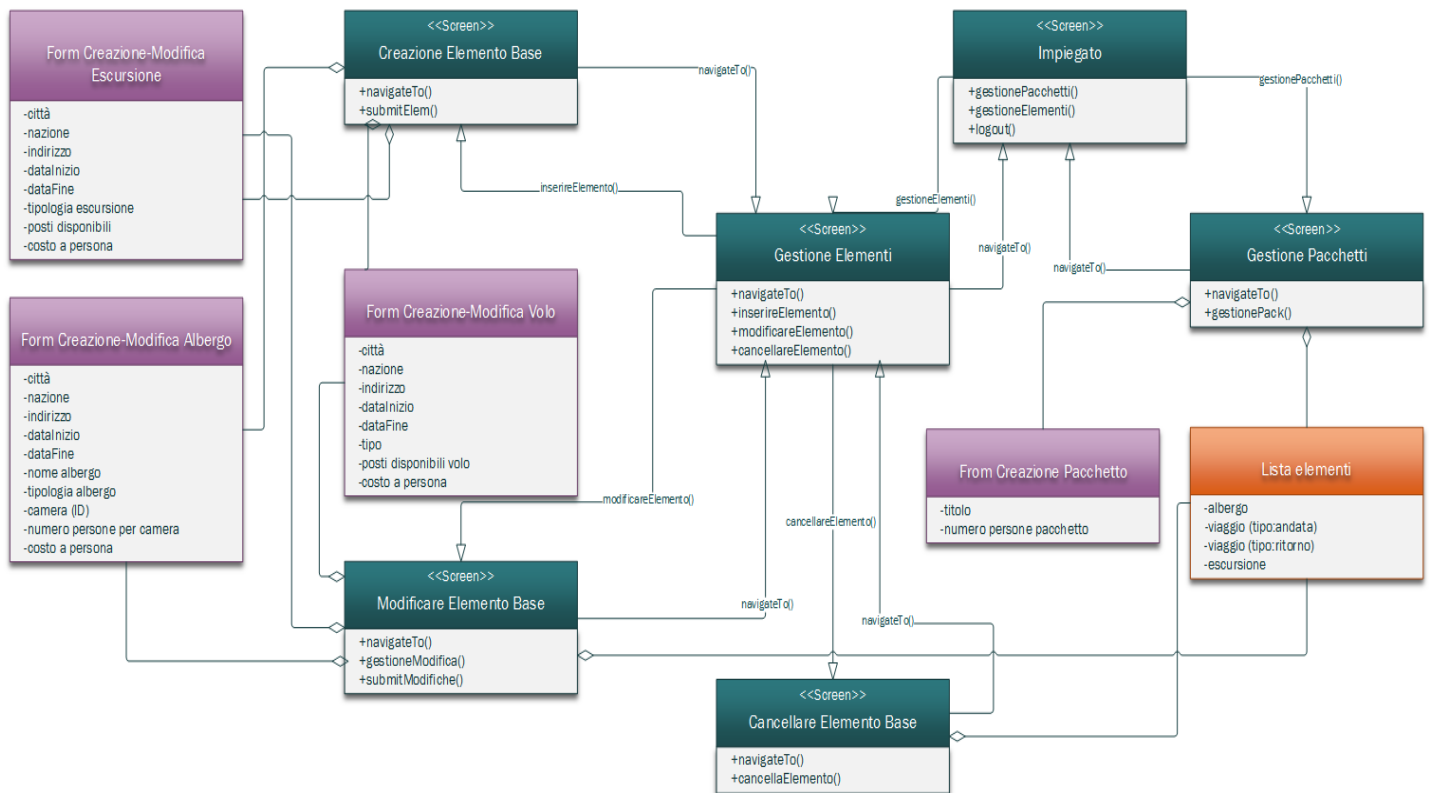 Form Creazione-Modifica
Escursione
-città
-nazione
-indirizzo
-dataInizio
-dataFine
-tipologia escursione
-posti disponibili
-costo a persona
<<Screen>>
Creazione Elemento Base
+navigateTo()
+submitElem()
navigateTo()
<<Screen>>
Impiegato
+gestionePacchetti()
+gestioneElementi()
+logout()
gestionePacchetti()
inserireElemento()
gestioneElementi()
<<Screen>>
Gestione Elementi
+navigateTo()
+inserireElemento()
+modificareElemento()
+cancellareElemento()
navigateTo()
navigateTo()
<<Screen>>
Gestione Pacchetti
+navigateTo()
+gestionePack()
Form Creazione-Modifica Albergo
-città
-nazione
-indirizzo
-dataInizio
-dataFine
-nome albergo
-tipologia albergo
-camera (ID)
-numero persone per camera
-costo a persona
Form Creazione-Modifica Volo
-città
-nazione
-indirizzo
-dataInizio
-dataFine
-tipo
-posti disponibili volo
-costo a persona
From Creazione Pacchetto
-titolo
-numero persone pacchetto
Lista elementi
-albergo
-viaggio (tipo:andata)
-viaggio (tipo:ritorno)
-escursione
modificareElemento()
cancellareElemento()
<<Screen>>
Modificare Elemento Base
+navigateTo()
+gestioneModifica()
+submitModifiche()
navigateTo()
navigateTo()
<<Screen>>
Cancellare Elemento Base
+navigateTo()
+cancellaElemento()